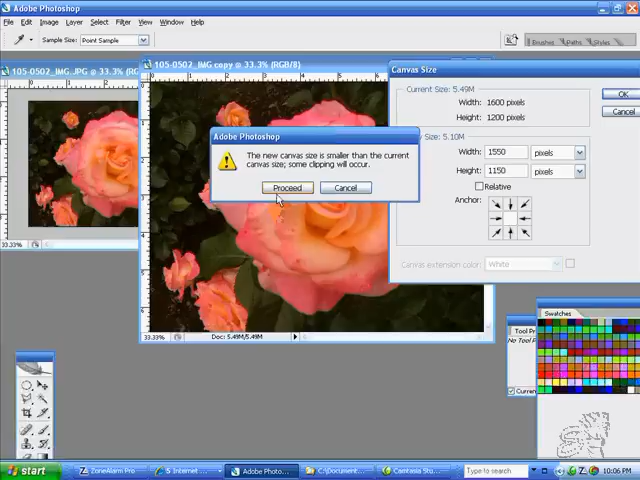 Adobe Photoshop
File Edit Image Layer Select Filter View Window Help
Sample Size: Point Sample
Brushes Paths Styles
105-0502_IMG.JPG @ 33.3% (RGB/8)
105-0502_IMG copy @ 33.3% (RGB/8)
Canvas Size
Current Size: 5.49M
Width: 1600 pixels
Height: 1200 pixels
OK
Cancel
Size: 5.10M
Width: 1550 pixels
Height: 1150 pixels
Relative
Anchor:
Canvas extension color: White
Adobe Photoshop
The new canvas size is smaller than the current
canvas size; some clipping will occur.
Proceed Cancel
33.33%
33.33% Doc: 5.49M/5.49M
Swatches
Tool P
No Tool P
Current
start
ZoneAlarm Pro
5 Internet ...
Adobe Photo...
C:\Document...
Camtasia Stu...
Type to search
10:06 PM